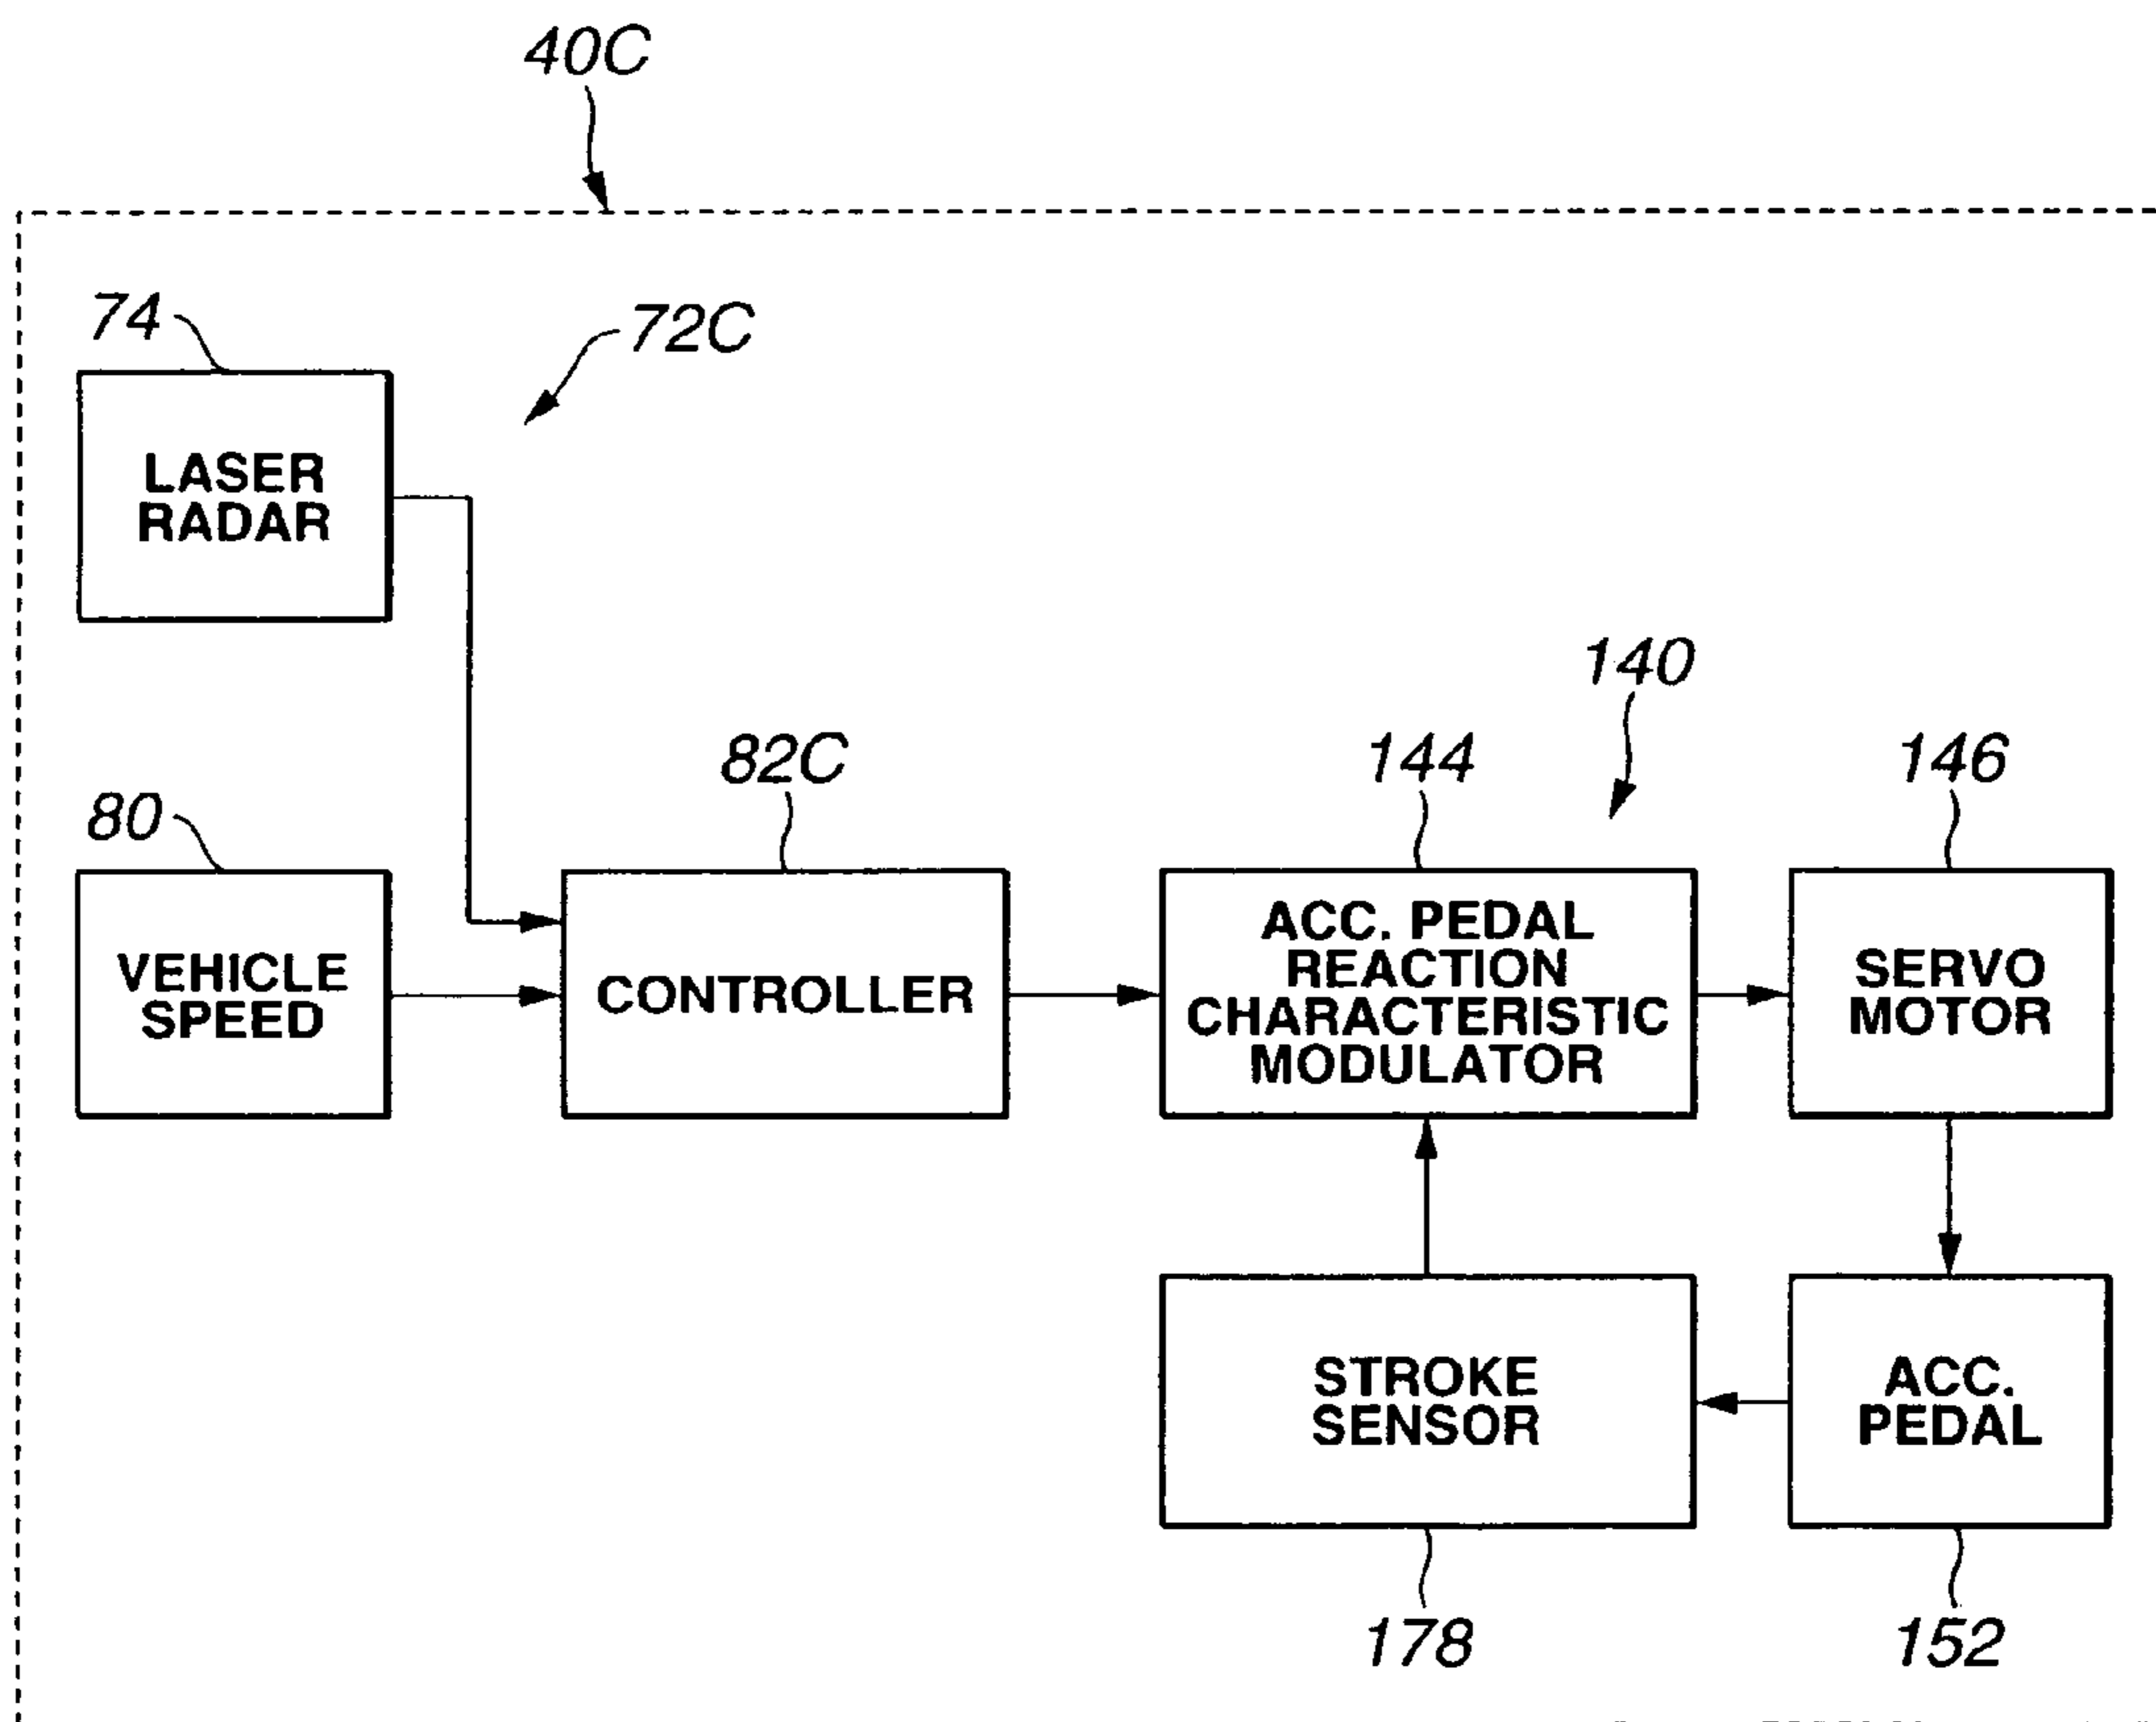 40C
74
72C
LASER
RADAR
140
80
82C
144
146
VEHICLE
SPEED
CONTROLLER
ACC. PEDAL
REACTION
CHARACTERISTIC
MODULATOR
SERVO
MOTOR
STROKE
SENSOR
ACC.
PEDAL
178
152